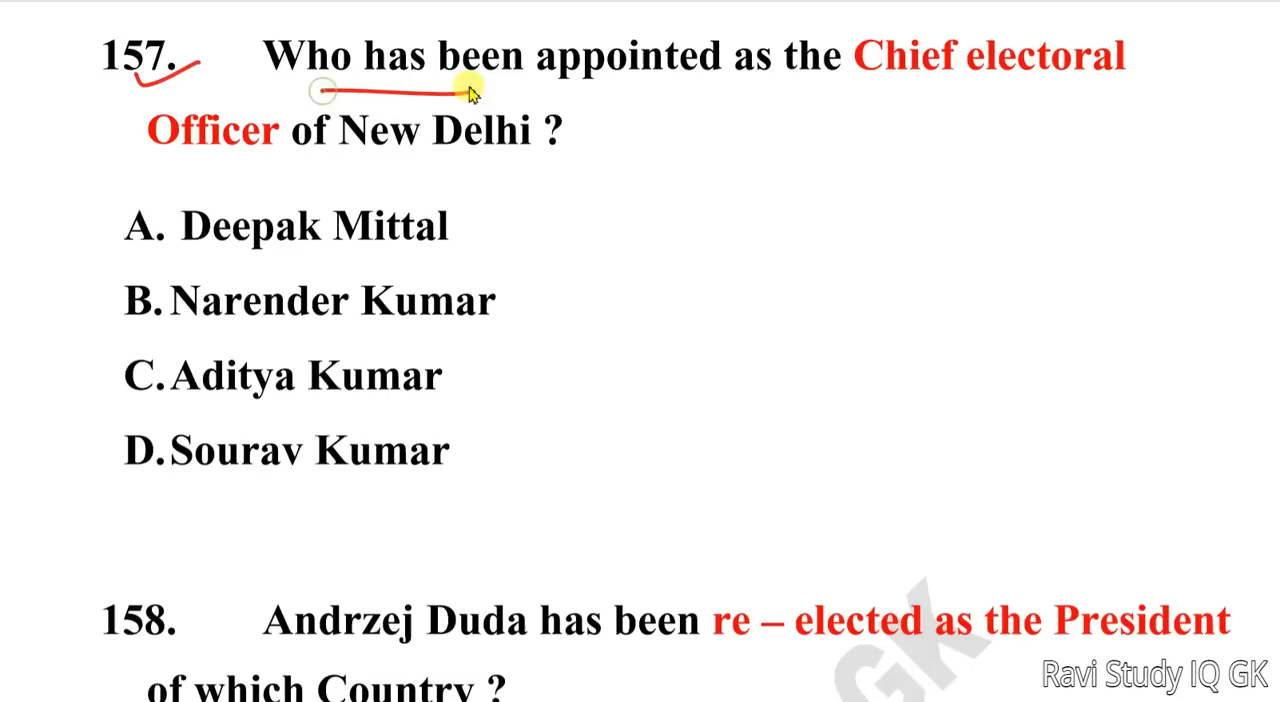 157. Who has been appointed as the Chief electoral
Officer of New Delhi ?
A. Deepak Mittal
B. Narender Kumar
C. Aditya Kumar
D. Sourav Kumar
158. Andrzej Duda has been re – elected as the President
of which Country ?
GK
Ravi Study IQ GK